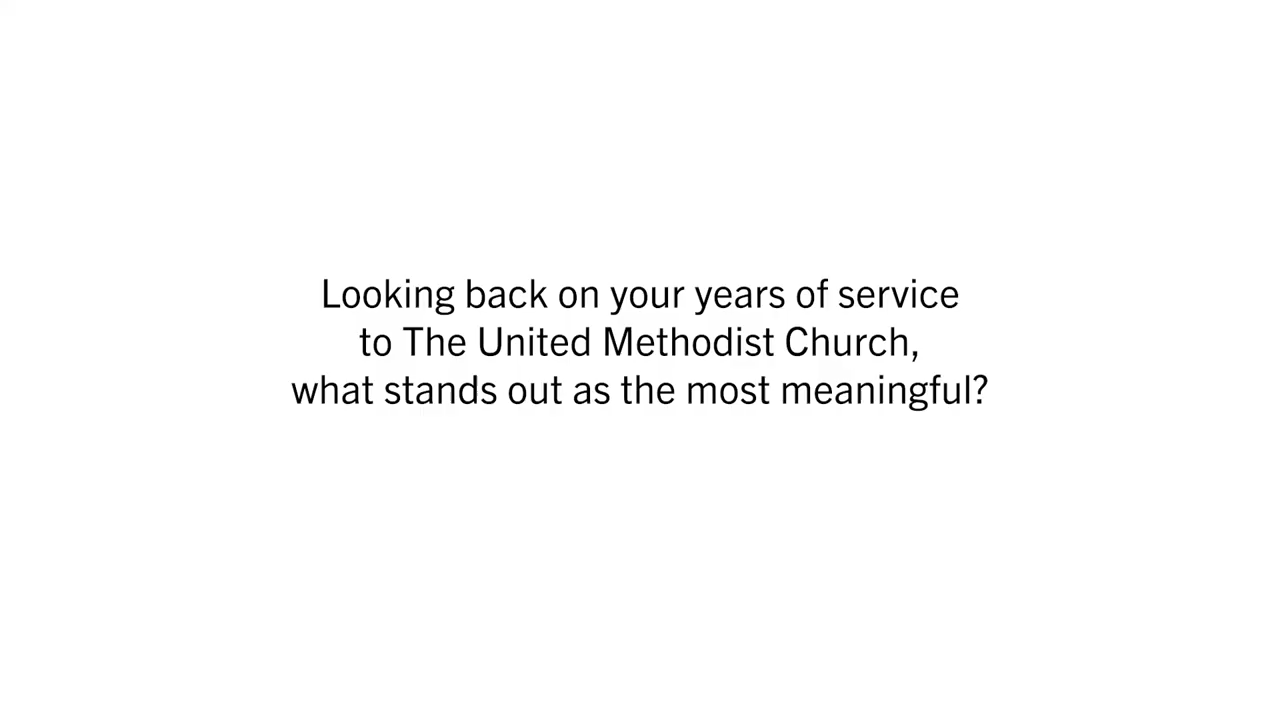 Looking back on your years of service
to The United Methodist Church,
what stands out as the most meaningful?